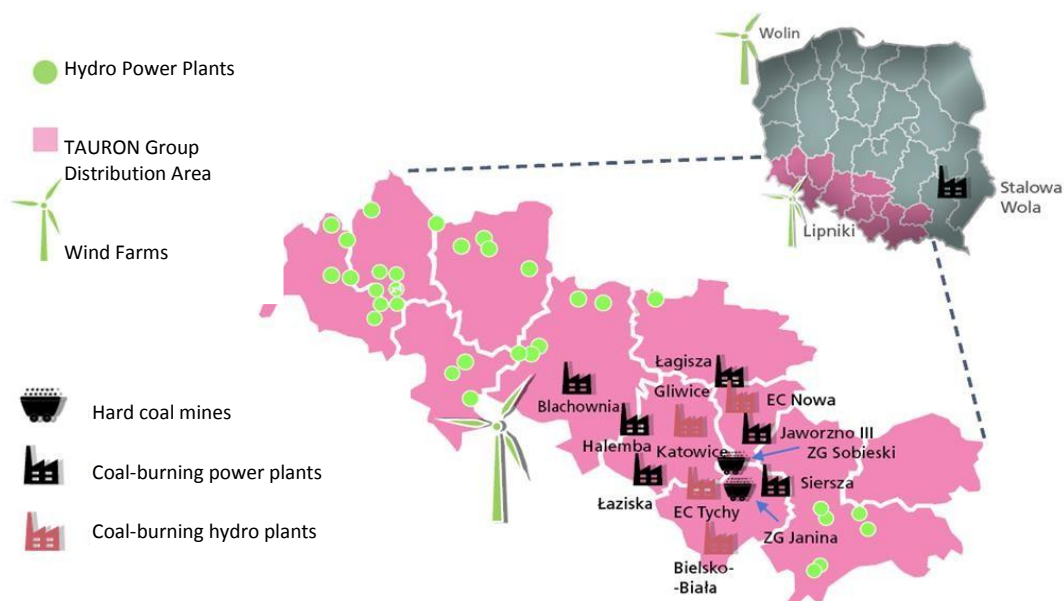 Hydro Power Plants
TAURON Group
Distribution Area
Wind Farms
Hard coal mines
Coal-burning power plants
Coal-burning hydro plants
Wolin
Stalowa
Wola
Lipniki
Łagisza
Gliwice
EC Nowa
Blachownia
Jaworzno III
Halemba
Katowice
ZG Sobieski
Siersza
Łaziska
EC Tychy
ZG Janina
Bielsko-
-Biała